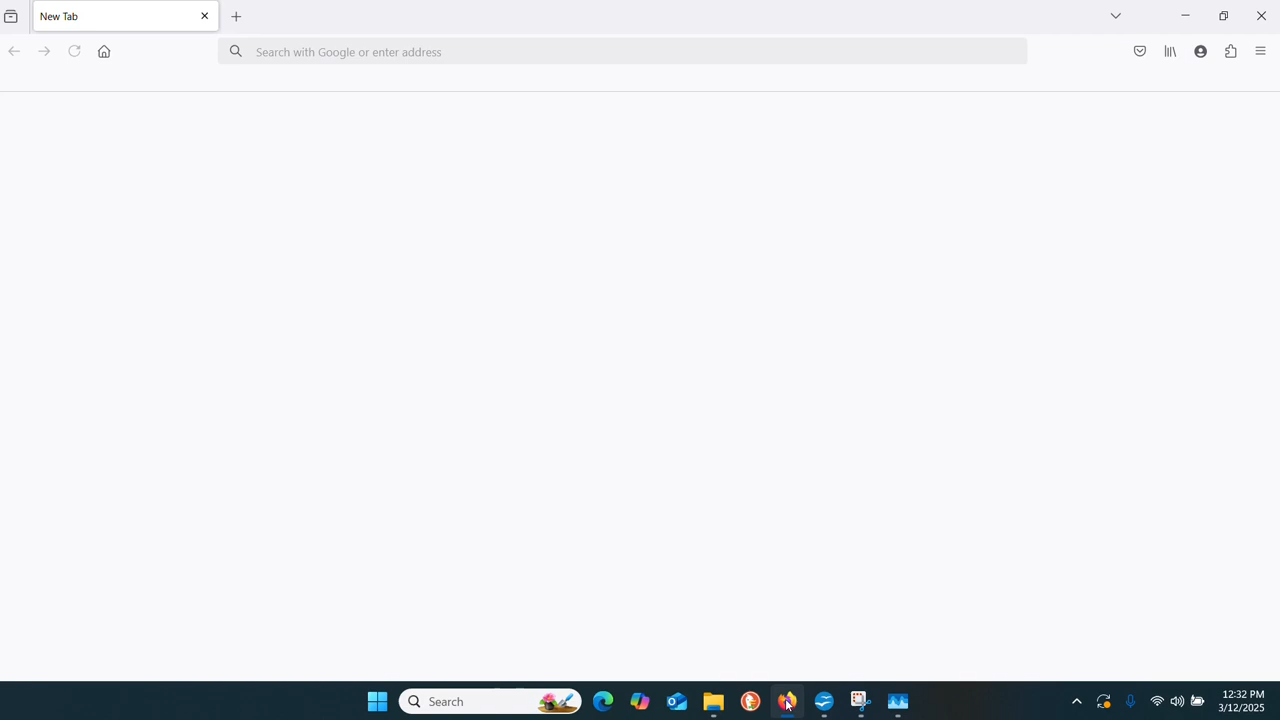 New Tab
Search with Google or enter address
Search
12:32 PM
3/12/2025